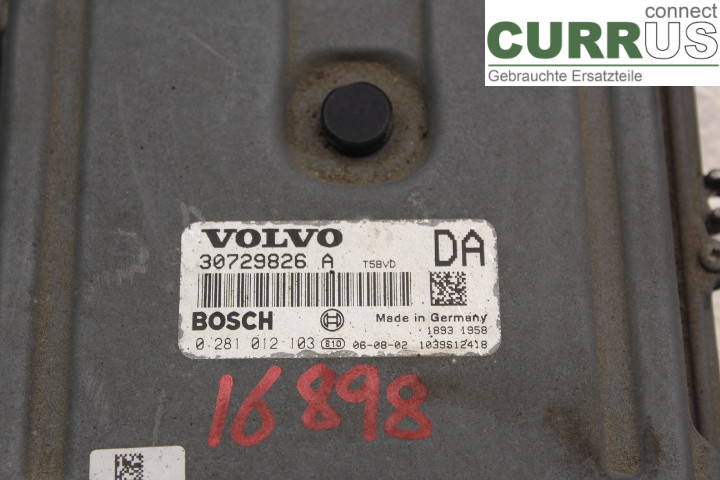 connect
CURRUS
Gebrauchte Ersatzteile
VOLVO DA
30729826 A T5BVD
BOSCH Made in Germany
1893 1958
0 281 012 103 810 06-08-02 1039S12418
16898